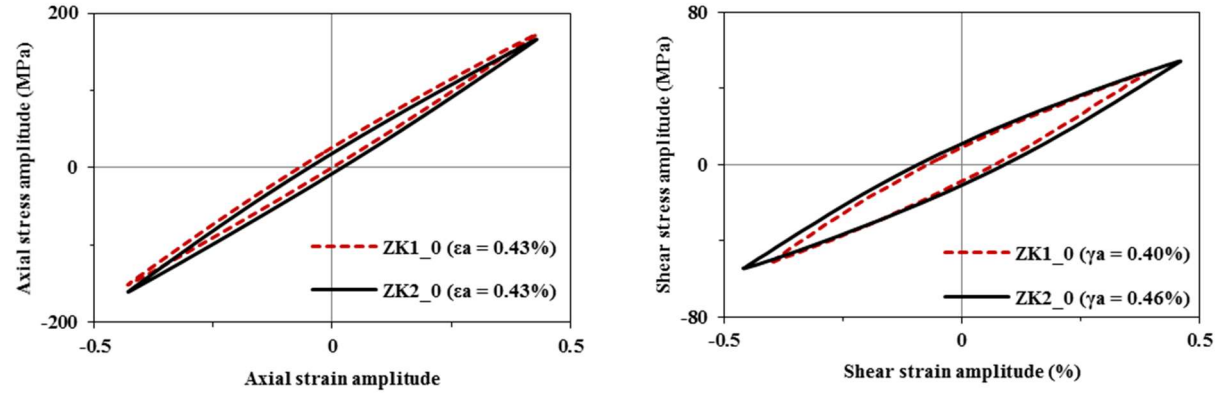 200
0
-200
-0.5
0
0.5
Axial stress amplitude (MPa)
Axial strain amplitude
ZK1_0 (εa = 0.43%)
ZK2_0 (εa = 0.43%)
80
0
-80
-0.5
0
0.5
Shear stress amplitude (MPa)
Shear strain amplitude (%)
ZK1_0 (γa = 0.40%)
ZK2_0 (γa = 0.46%)